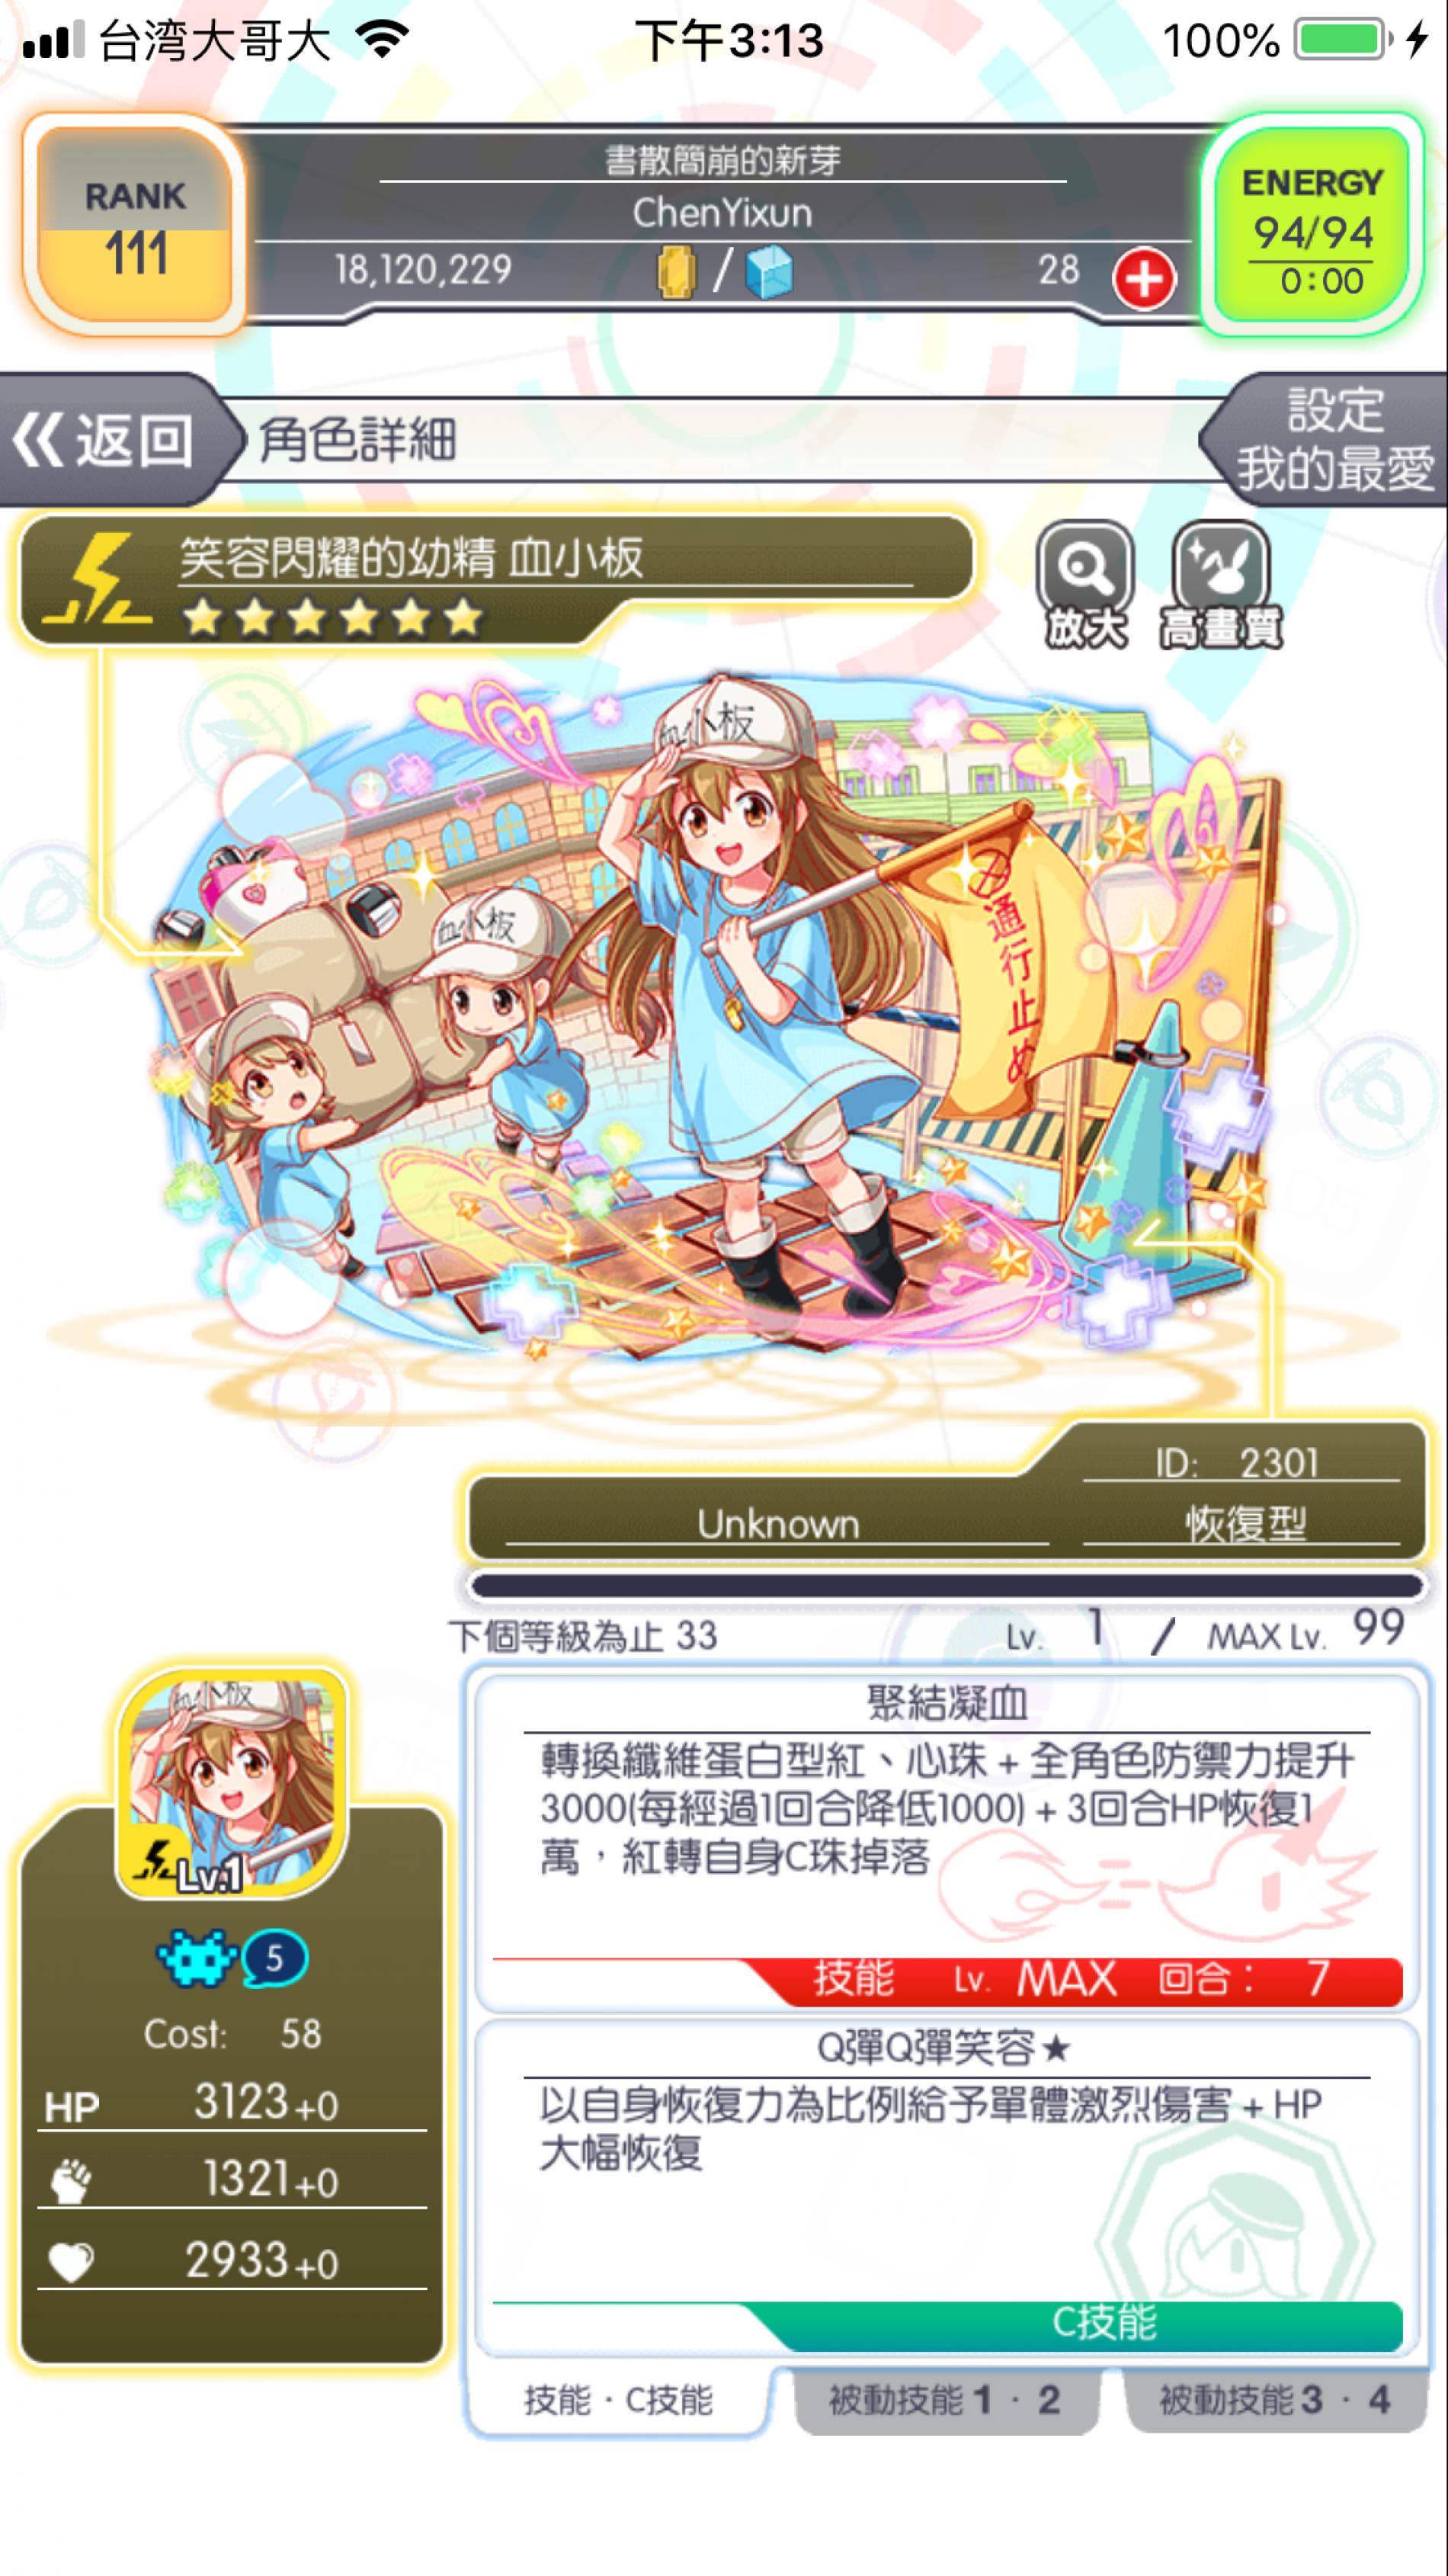 台湾大哥大
下午3:13
100%
RANK
111
書散簡崩的新芽
ChenYixun
18,120,229 / 28
ENERGY
94/94
0:00
返回
角色詳細
設定
我的最愛
笑容閃耀的幼精 血小板
放大
高畫質
血小板
血小板
通行止め
ID: 2301
Unknown
恢復型
下個等級為止 33
Lv. 1 / MAX Lv. 99
血小板
Lv.1
5
Cost: 58
HP 3123+0
1321+0
2933+0
聚結凝血
轉換纖維蛋白型紅、心珠+全角色防禦力提升
3000(每經過1回合降低1000)+3回合HP恢復1
萬,紅轉自身C珠掉落
技能 Lv. MAX 回合: 7
Q彈Q彈笑容★
以自身恢復力為比例給予單體激烈傷害+HP
大幅恢復
C技能
技能·C技能
被動技能1·2
被動技能3·4